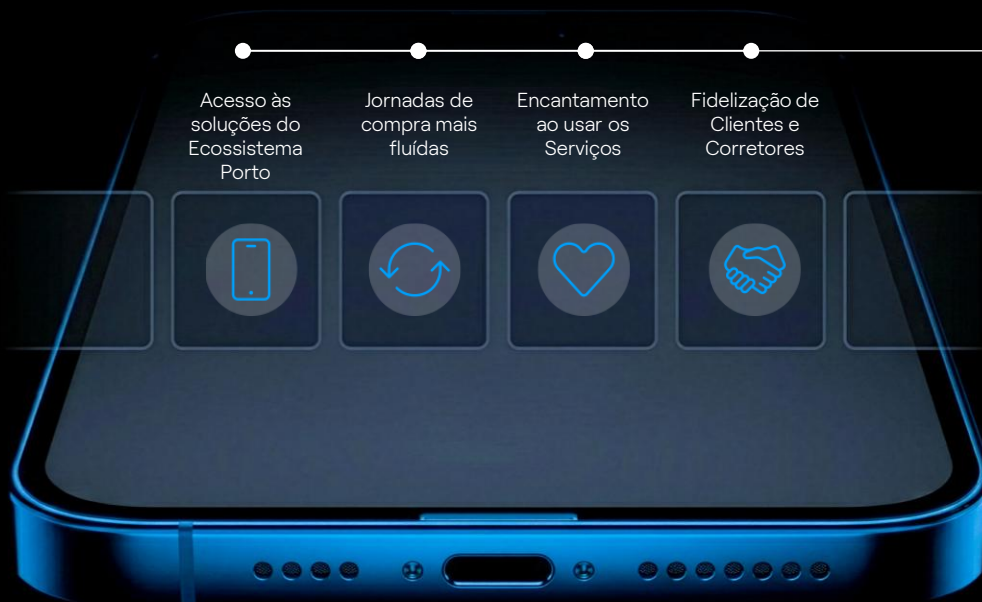 Acesso às
soluções do
Ecossistema
Porto
Jornadas de
compra mais
fluídas
Encantamento
ao usar os
Serviços
Fidelização de
Clientes e
Corretores